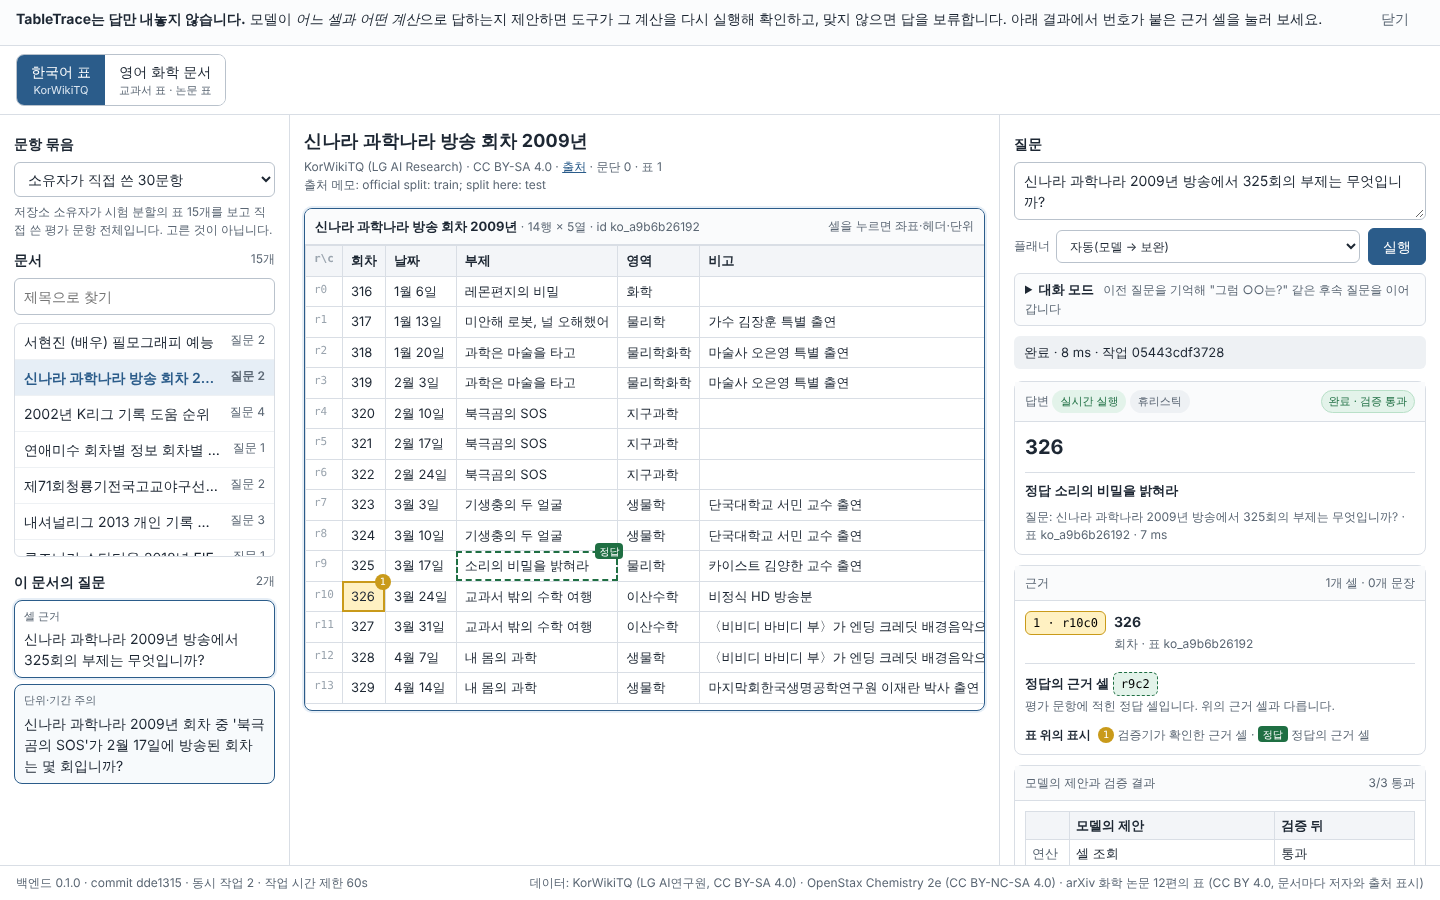 TableTrace는 답만 내놓지 않습니다. 모델이 어느 셀과 어떤 계산으로 답하는지 제안하면 도구가 그 계산을 다시 실행해 확인하고, 맞지 않으면 답을 보류합니다. 아래 결과에서 번호가 붙은 근거 셀을 눌러 보세요. 닫기
한국어 표
KorWikiTQ
영어 화학 문서
교과서 표 · 논문 표
문항 묶음
소유자가 직접 쓴 30문항
저장소 소유자가 시험 분할의 표 15개를 보고 직
접 쓴 평가 문항 전체입니다. 고른 것이 아닙니다.
문서 15개
제목으로 찾기
서현진 (배우) 필모그래피 예능 질문 2
신나라 과학나라 방송 회차 2... 질문 2
2002년 K리그 기록 도움 순위 질문 4
연애미수 회차별 정보 회차별 ... 질문 1
제71회청룡기전국고교야구선... 질문 2
내셔널리그 2013 개인 기록 ... 질문 3
이 문서의 질문 2개
셀 근거
신나라 과학나라 2009년 방송에서
325회의 부제는 무엇입니까?
단위·기간 주의
신나라 과학나라 2009년 회차 중 '북극
곰의 SOS'가 2월 17일에 방송된 회차
는 몇 회입니까?
신나라 과학나라 방송 회차 2009년
KorWikiTQ (LG AI Research) · CC BY-SA 4.0 · 출처 · 문단 0 · 표 1
출처 메모: official split: train; split here: test
신나라 과학나라 방송 회차 2009년 · 14행 × 5열 · id ko_a9b6b26192 셀을 누르면 좌표·헤더·단위
r\c 회차 날짜 부제 영역 비고
r0 316 1월 6일 레몬편지의 비밀 화학
r1 317 1월 13일 미안해 로봇, 널 오해했어 물리학 가수 김장훈 특별 출연
r2 318 1월 20일 과학은 마술을 타고 물리학화학 마술사 오은영 특별 출연
r3 319 2월 3일 과학은 마술을 타고 물리학화학 마술사 오은영 특별 출연
r4 320 2월 10일 북극곰의 SOS 지구과학
r5 321 2월 17일 북극곰의 SOS 지구과학
r6 322 2월 24일 북극곰의 SOS 지구과학
r7 323 3월 3일 기생충의 두 얼굴 생물학 단국대학교 서민 교수 출연
r8 324 3월 10일 기생충의 두 얼굴 생물학 단국대학교 서민 교수 출연
정답
r9 325 3월 17일 소리의 비밀을 밝혀라 물리학 카이스트 김양한 교수 출연
1
r10 326 3월 24일 교과서 밖의 수학 여행 이산수학 비정식 HD 방송분
r11 327 3월 31일 교과서 밖의 수학 여행 이산수학 〈비비디 바비디 부〉가 엔딩 크레딧 배경음악으
r12 328 4월 7일 내 몸의 과학 생물학 〈비비디 바비디 부〉가 엔딩 크레딧 배경음악으
r13 329 4월 14일 내 몸의 과학 생물학 마지막회한국생명공학연구원 이재란 박사 출연
질문
신나라 과학나라 2009년 방송에서 325회의 부제는 무엇입니
까?
플래너 자동(모델 → 보완) 실행
▶ 대화 모드 이전 질문을 기억해 "그럼 ○○는?" 같은 후속 질문을 이어
갑니다
완료 · 8 ms · 작업 05443cdf3728
답변 실시간 실행 휴리스틱 완료 · 검증 통과
326
정답 소리의 비밀을 밝혀라
질문: 신나라 과학나라 2009년 방송에서 325회의 부제는 무엇입니까? ·
표 ko_a9b6b26192 · 7 ms
근거 1개 셀 · 0개 문장
1 · r10c0 326
회차 · 표 ko_a9b6b26192
정답의 근거 셀 r9c2
평가 문항에 적힌 정답 셀입니다. 위의 근거 셀과 다릅니다.
표 위의 표시 1 검증기가 확인한 근거 셀 · 정답 정답의 근거 셀
모델의 제안과 검증 결과 3/3 통과
모델의 제안 검증 뒤
연산 셀 조회 통과
백엔드 0.1.0 · commit dde1315 · 동시 작업 2 · 작업 시간 제한 60s 데이터: KorWikiTQ (LG AI연구원, CC BY-SA 4.0) · OpenStax Chemistry 2e (CC BY-NC-SA 4.0) · arXiv 화학 논문 12편의 표 (CC BY 4.0, 문서마다 저자와 출처 표시)